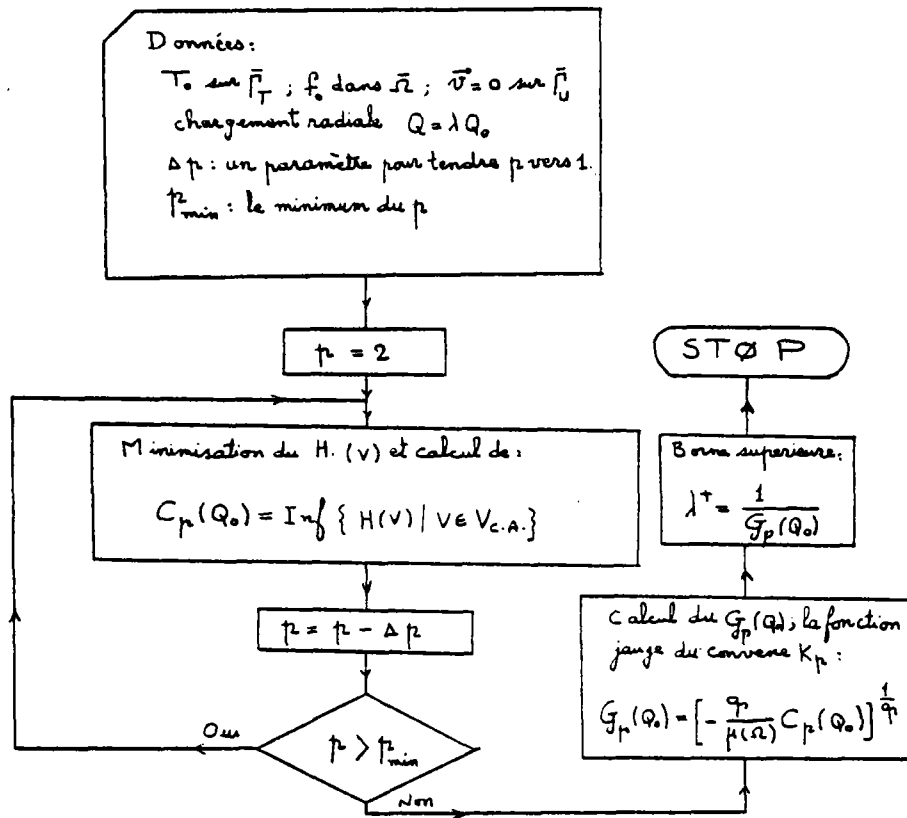 Données:
T₀ sur Γ̄_T ; f₀ dans Ω̄ ; v⃗=0 sur Γ̄_U
chargement radiale Q = λQ₀
Δp : un paramètre pour tendre p vers 1.
p_min : le minimum du p
p = 2
Minimisation du H.(v) et calcul de :
C_p(Q₀) = Inf { H(V) | V ∈ V_C.A. }
p = p - Δp
p > p_min
Oui
Non
Calcul du G_p(Q₀); la fonction
jauge du convexe K_p :
G_p(Q₀) = [- q/μ(Ω) C_p(Q₀)]^(1/q)
Borne superieure:
λ⁺ = 1/G_p(Q₀)
STØP